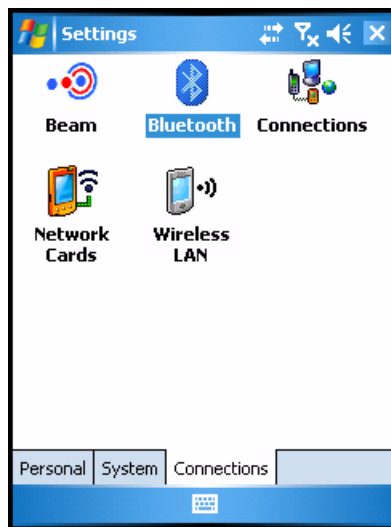 Settings
Beam
Bluetooth
Connections
Network
Cards
Wireless
LAN
Personal
System
Connections